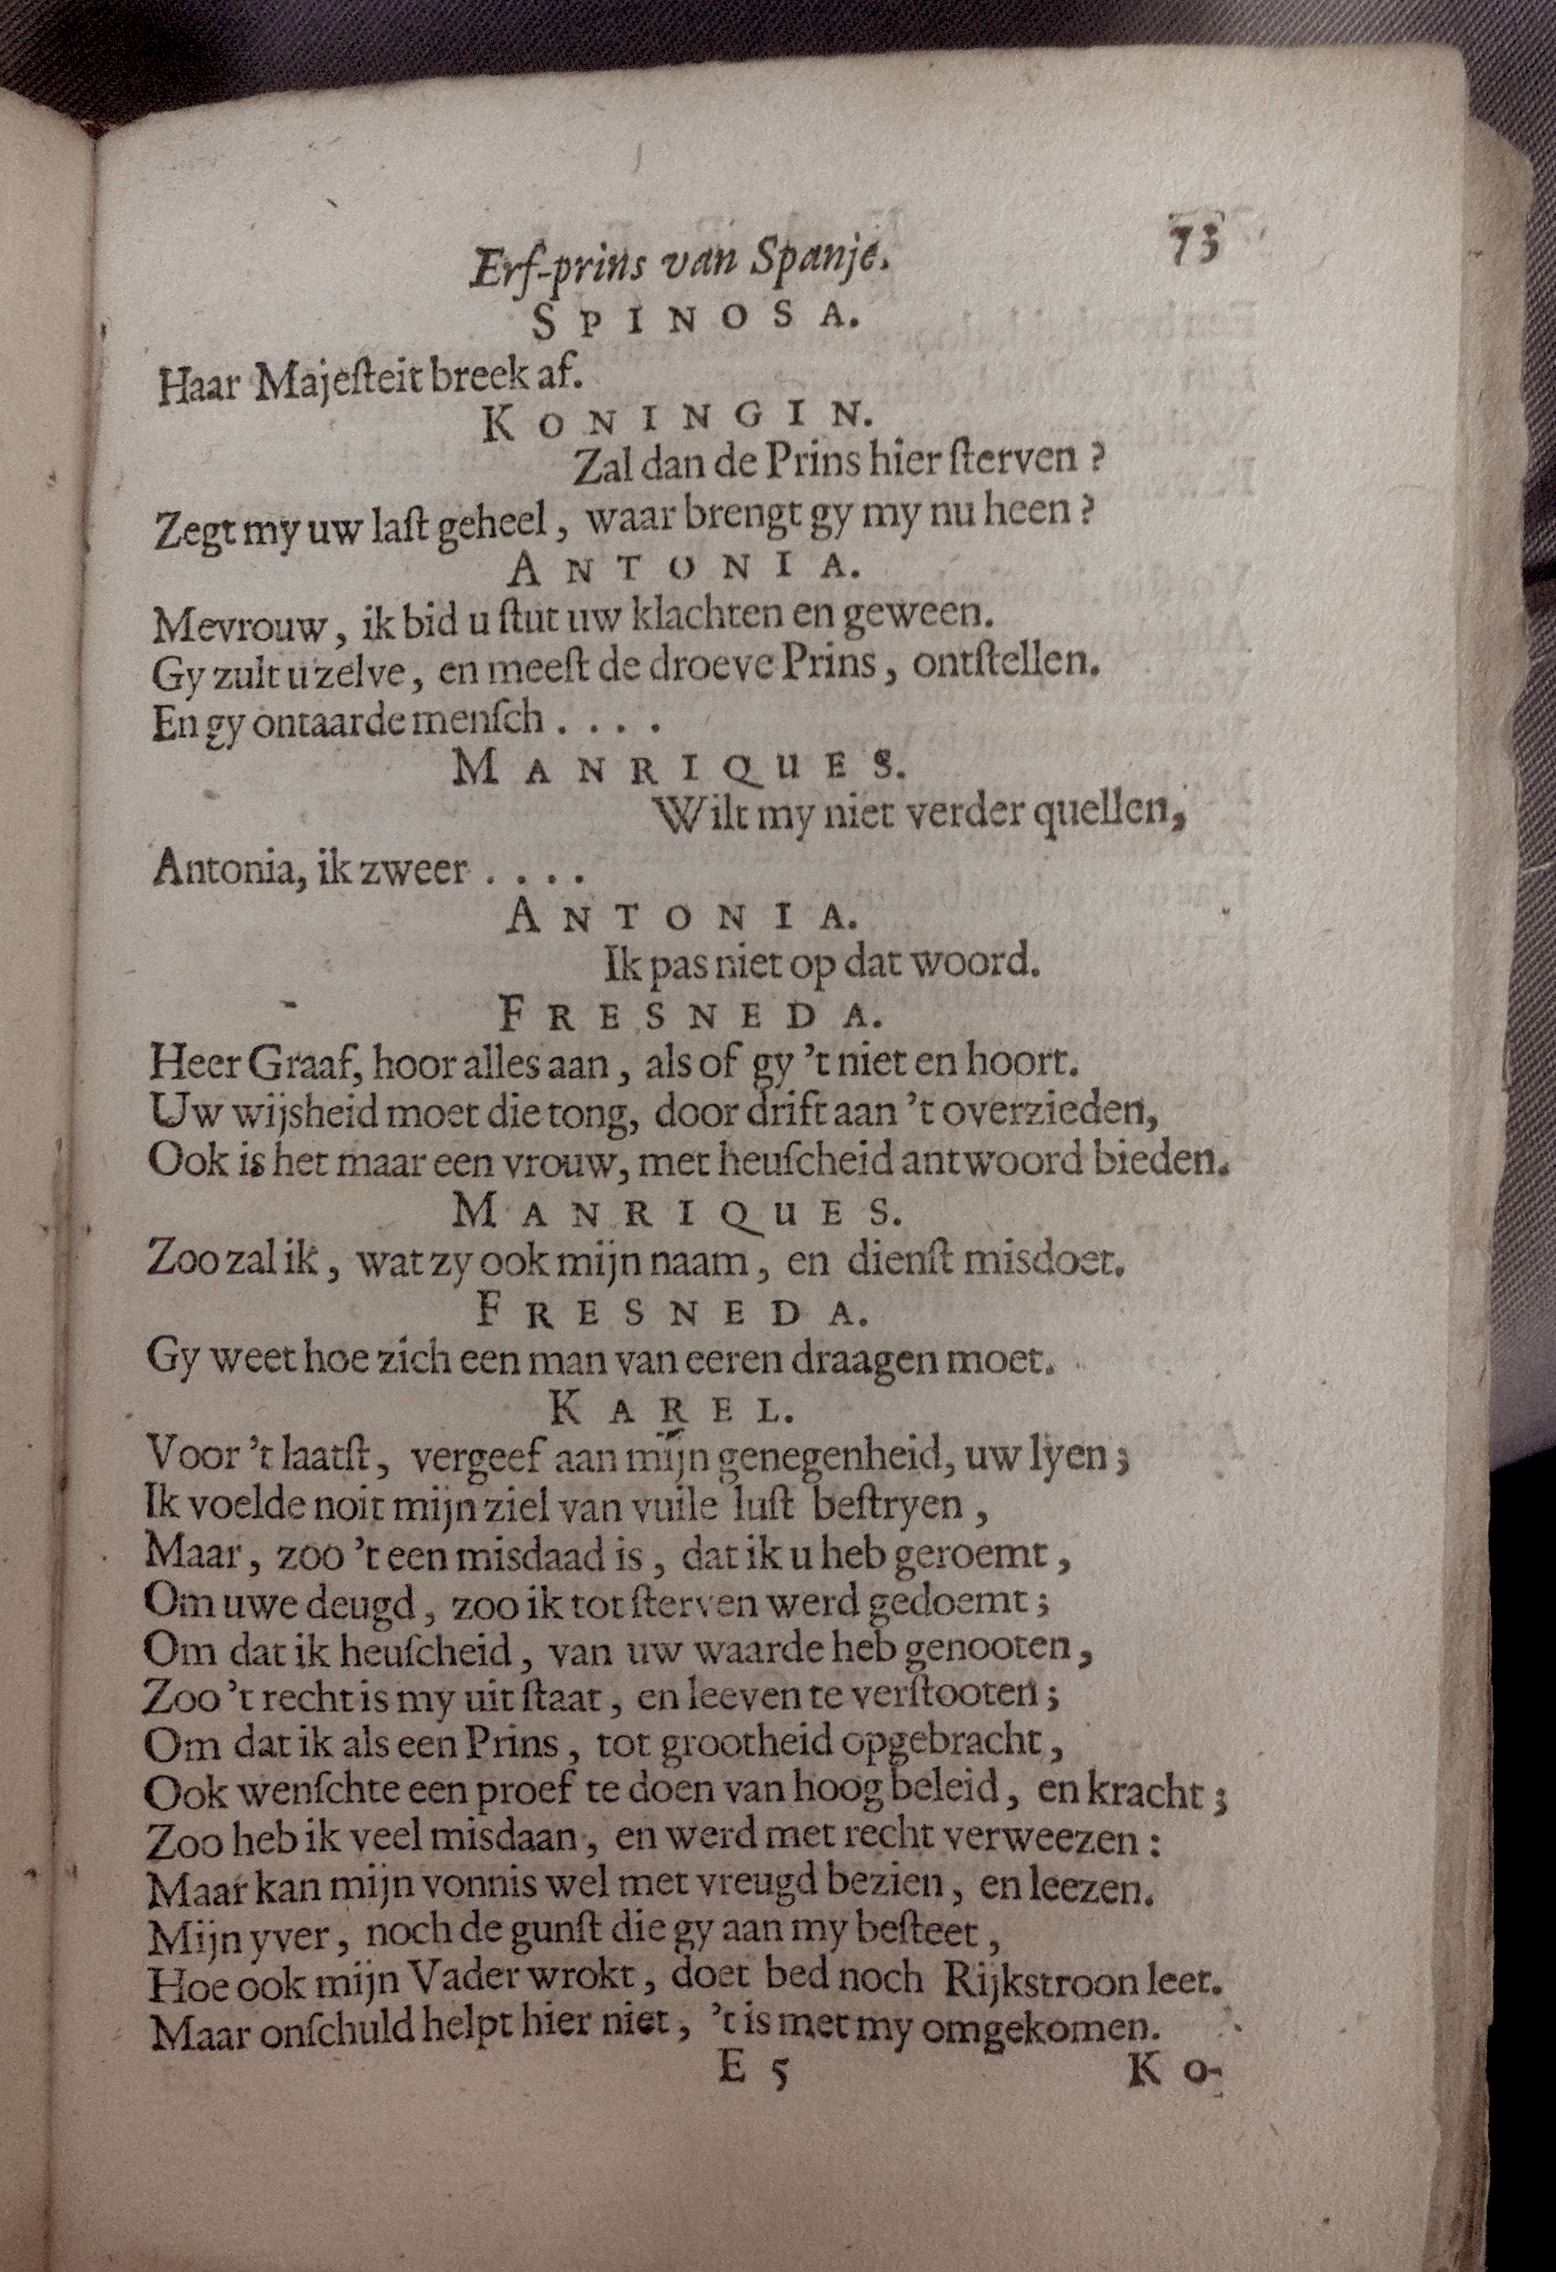 Erf-prins van Spanje. 73
SPINOSA.
Haar Majeſteit breek af.
KONINGIN.
Zal dan de Prins hier ſterven?
Zegt my uw laſt geheel, waar brengt gy my nu heen?
ANTONIA.
Mevrouw, ik bid u ſtut uw klachten en geween.
Gy zult u zelve, en meeſt de droeve Prins, ontſtellen.
En gy ontaarde menſch . . . .
MANRIQUES.
Wilt my niet verder quellen,
Antonia, ik zweer . . . .
ANTONIA.
Ik pas niet op dat woord.
FRESNEDA.
Heer Graaf, hoor alles aan, als of gy 't niet en hoort.
Uw wijsheid moet die tong, door drift aan 't overzieden,
Ook is het maar een vrouw, met heuſcheid antwoord bieden.
MANRIQUES.
Zoo zal ik, wat zy ook mijn naam, en dienſt misdoet.
FRESNEDA.
Gy weet hoe zich een man van eeren draagen moet.
KAREL.
Voor 't laatſt, vergeef aan mijn genegenheid, uw lyen;
Ik voelde noit mijn ziel van vuile luſt beſtryen,
Maar, zoo 't een misdaad is, dat ik u heb geroemt,
Om uwe deugd, zoo ik tot ſterven werd gedoemt;
Om dat ik heuſcheid, van uw waarde heb genooten,
Zoo 't recht is my uit ſtaat, en leeven te verſtooten;
Om dat ik als een Prins, tot grootheid opgebracht,
Ook wenſchte een proef te doen van hoog beleid, en kracht;
Zoo heb ik veel misdaan, en werd met recht verweezen:
Maar kan mijn vonnis wel met vreugd bezien, en leezen.
Mijn yver, noch de gunſt die gy aan my beſteet,
Hoe ook mijn Vader wrokt, doet bed noch Rijkstroon leet.
Maar onſchuld helpt hier niet, 't is met my omgekomen.
E 5 KO-